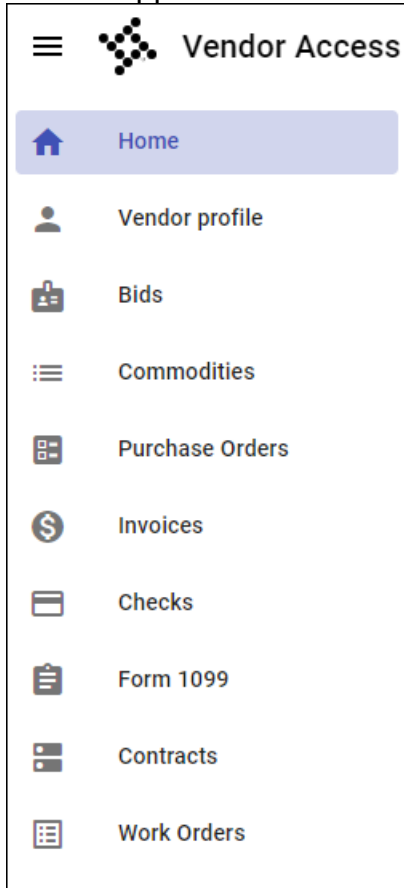 Vendor Access
Home
Vendor profile
Bids
Commodities
Purchase Orders
Invoices
Checks
Form 1099
Contracts
Work Orders